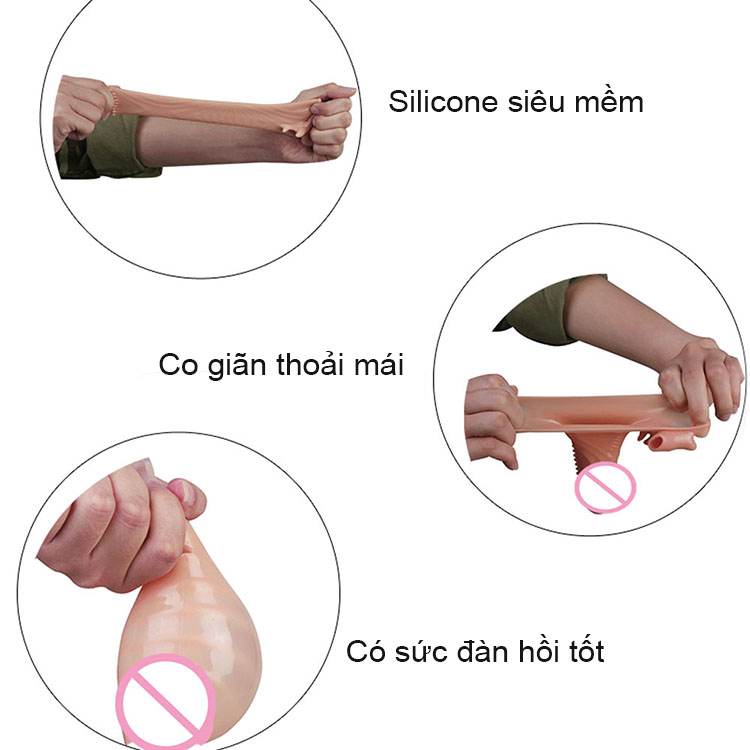 Silicone siêu mềm
Co giãn thoải mái
Có sức đàn hồi tốt